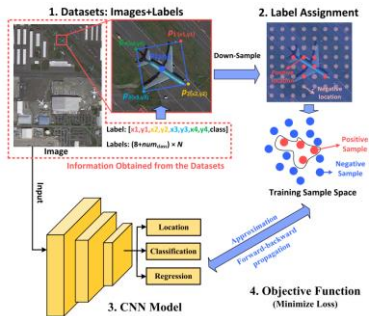 1. Datasets: Images+Labels
2. Label Assignment
Down-Sample
Negative
location
Label: [x1,y1,x2,y2,x3,y3,x4,y4,class]
Labels: (8+numclass) × N
Image
Information Obtained from the Datasets
Positive
Sample
Negative
Sample
Training Sample Space
Input
Location
Classification
Regression
Approximation
Forward-backward
propagation
3. CNN Model
4. Objective Function
(Minimize Loss)